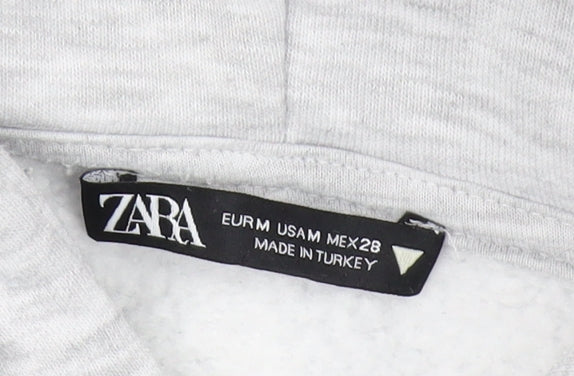 ZARA
EUR M USA M MEX 28
MADE IN TURKEY